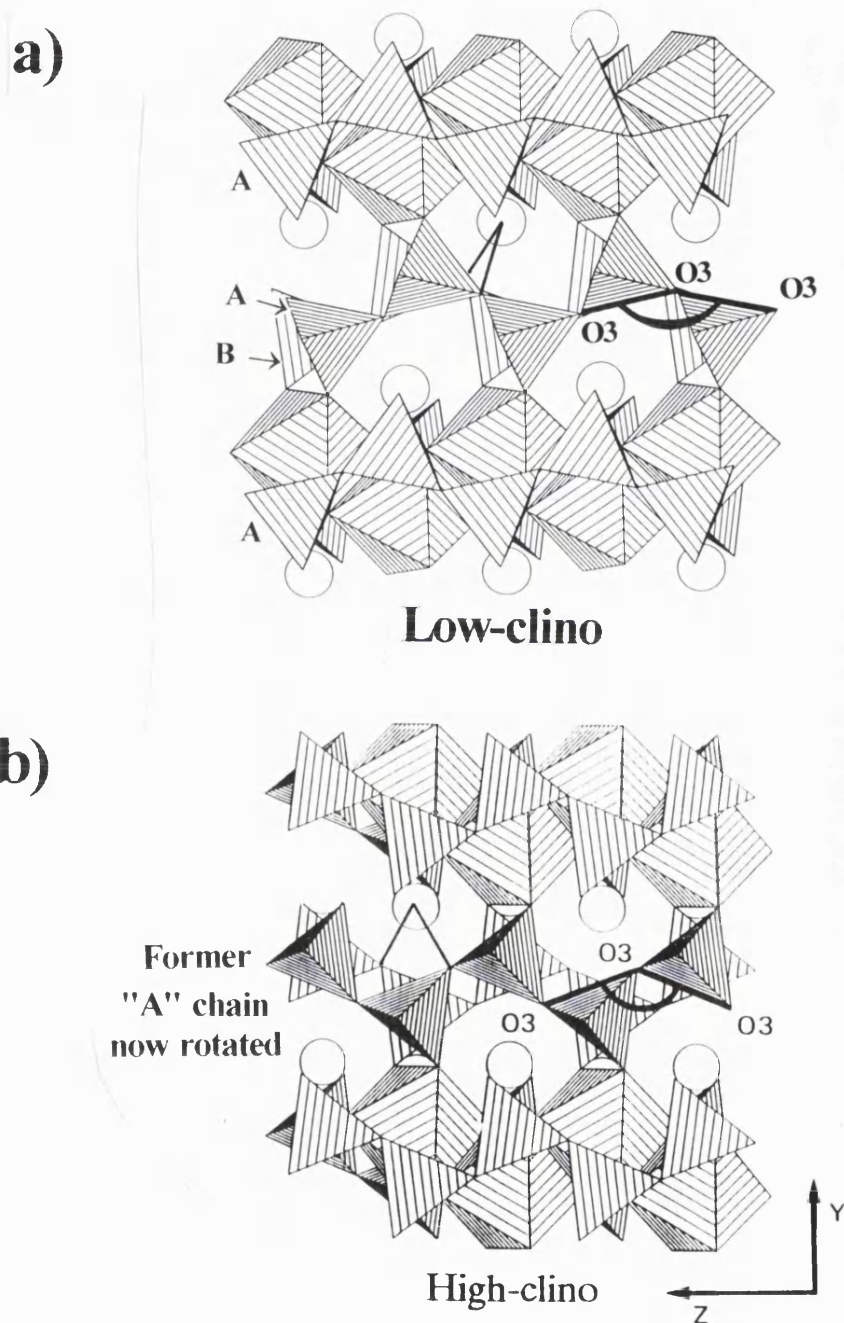 a)
A
A
O3
O3
O3
B
A
Low-clino
b)
Former
"A" chain
now rotated
O3
O3
O3
Y
High-clino
Z